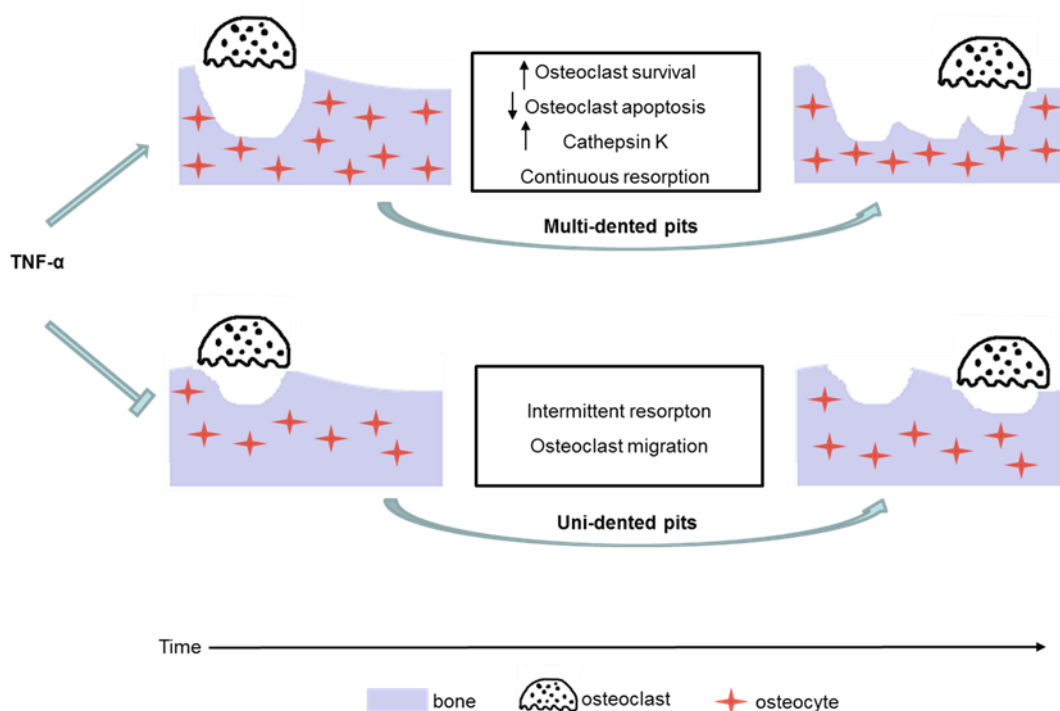 Osteoclast survival
Osteoclast apoptosis
Cathepsin K
Continuous resorption
Multi-dented pits
TNF-α
Intermittent resorpton
Osteoclast migration
Uni-dented pits
Time
bone
osteoclast
osteocyte